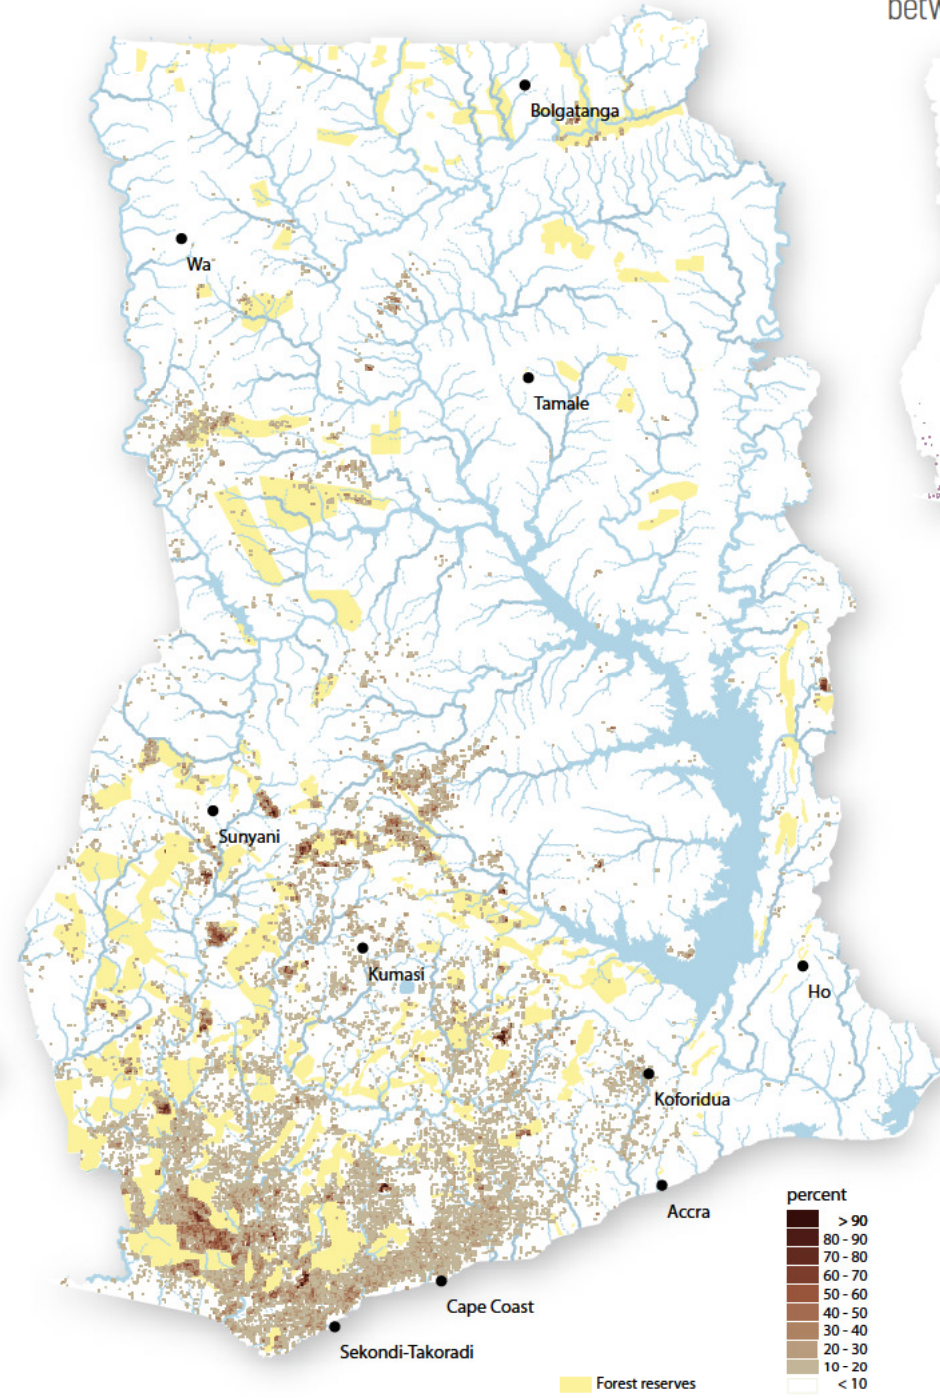 betw
Bolgatanga
Wa
Tamale
Sunyani
Kumasi
Ho
Koforidua
Accra
Cape Coast
Sekondi-Takoradi
percent
> 90
80 - 90
70 - 80
60 - 70
50 - 60
40 - 50
30 - 40
20 - 30
10 - 20
< 10
Forest reserves